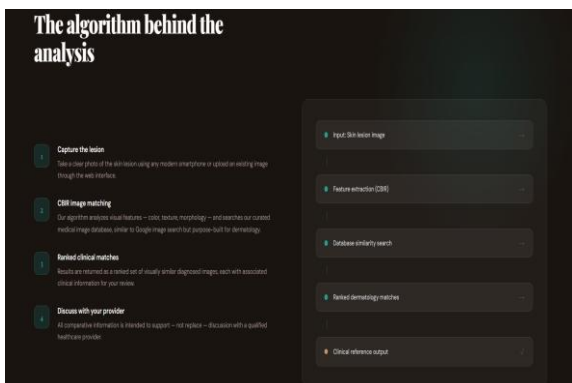 The algorithm behind the
analysis
1
Capture the lesion
Take a clear photo of the skin lesion using any modern smartphone or upload an existing image
through the web interface.
2
CBIR image matching
Our algorithm analyzes visual features — color, texture, morphology — and searches our curated
medical image database, similar to Google image search but purpose-built for dermatology.
3
Ranked clinical matches
Results are returned as a ranked set of visually similar diagnosed images, each with associated
clinical information for your review.
4
Discuss with your provider
All comparative information is intended to support — not replace — discussion with a qualified
healthcare provider.
Input: Skin lesion image
Feature extraction (CBIR)
Database similarity search
Ranked dermatology matches
Clinical reference output